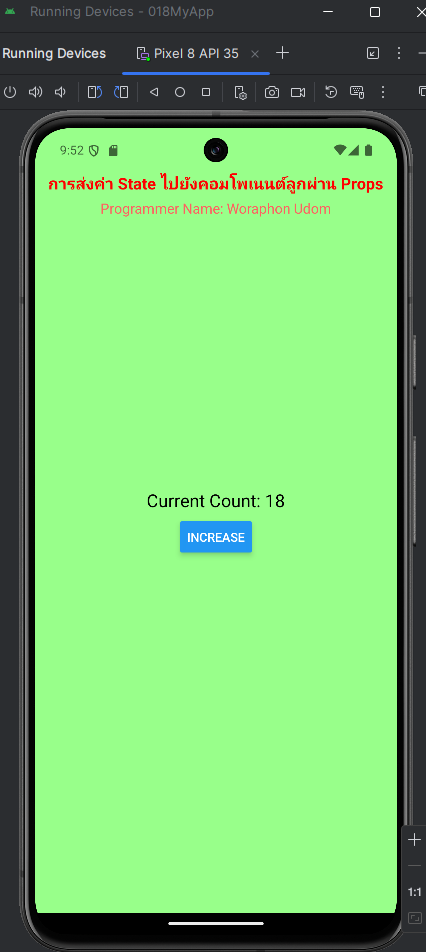 Running Devices - 018MyApp
Running Devices
Pixel 8 API 35
9:52
การส่งค่า State ไปยังคอมโพเนนต์ลูกผ่าน Props
Programmer Name: Woraphon Udom
Current Count: 18
INCREASE
1:1